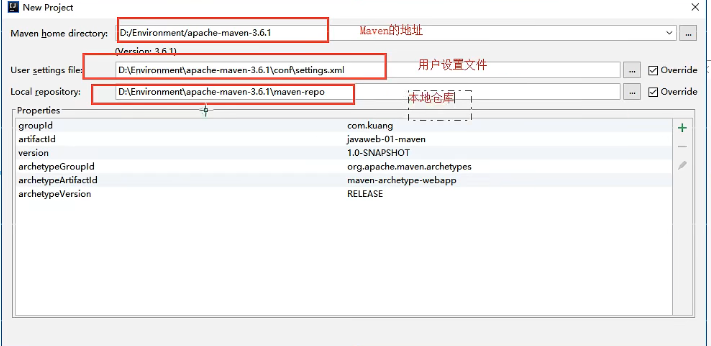 New Project
Maven home directory: D:/Environment/apache-maven-3.6.1 Maven的地址
(Version: 3.6.1)
User settings file: D:\Environment\apache-maven-3.6.1\conf\settings.xml 用户设置文件 ... Override
Local repository: D:\Environment\apache-maven-3.6.1\maven-repo 本地仓库 ... Override
Properties
groupId com.kuang
artifactId javaweb-01-maven
version 1.0-SNAPSHOT
archetypeGroupId org.apache.maven.archetypes
archetypeArtifactId maven-archetype-webapp
archetypeVersion RELEASE